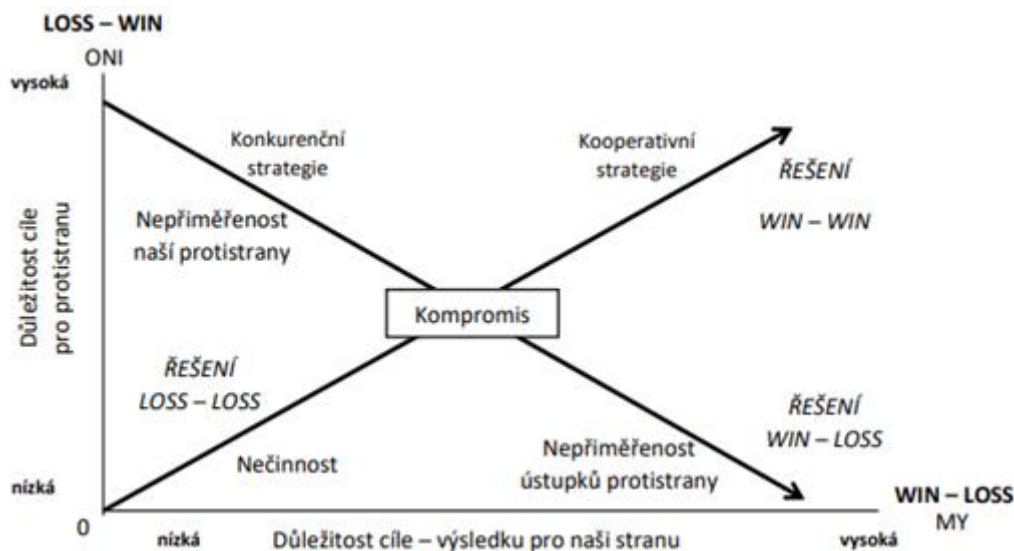 LOSS – WIN
ONI
vysoká
Konkurenční
strategie
Kooperativní
strategie
ŘEŠENÍ
WIN – WIN
Nepřiměřenost
naší protistrany
Důležitost cíle
pro protistranu
Kompromis
ŘEŠENÍ
LOSS – LOSS
ŘEŠENÍ
WIN – LOSS
Nečinnost
Nepřiměřenost
ústupků protistrany
nízká
0
WIN – LOSS
MY
nízká
Důležitost cíle – výsledku pro naši stranu
vysoká